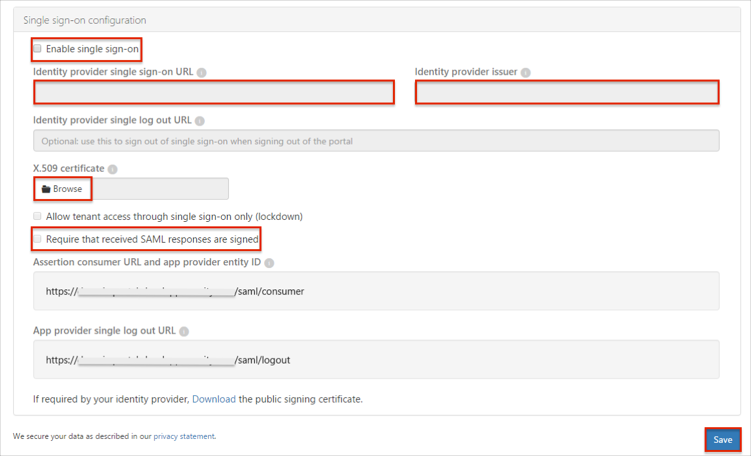 Single sign-on configuration
Enable single sign-on
Identity provider single sign-on URL Identity provider issuer
Identity provider single log out URL
Optional: use this to sign out of single sign-on when signing out of the portal
X.509 certificate
Browse
Allow tenant access through single sign-on only (lockdown)
Require that received SAML responses are signed
Assertion consumer URL and app provider entity ID
https:// /saml/consumer
App provider single log out URL
https:// /saml/logout
If required by your identity provider, Download the public signing certificate.
We secure your data as described in our privacy statement.
Save